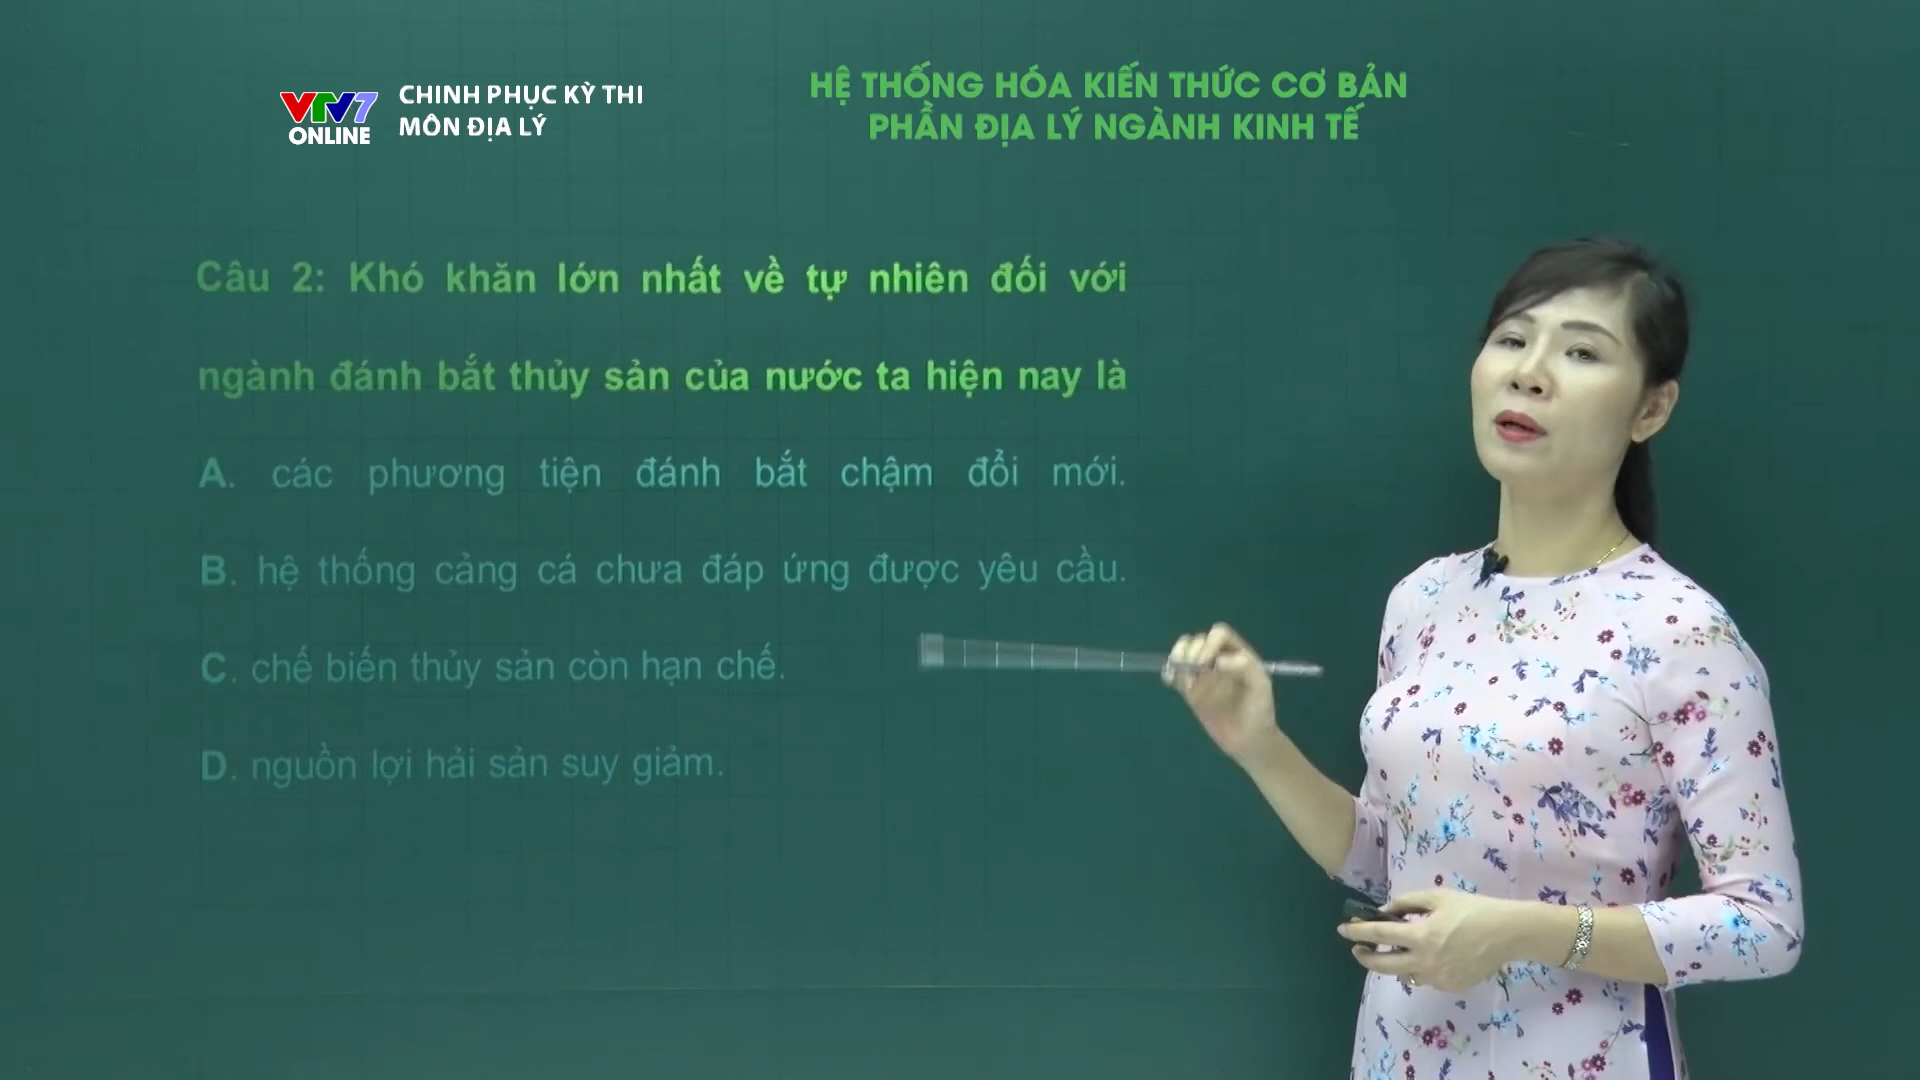 VTV7
ONLINE
CHINH PHỤC KỲ THI
MÔN ĐỊA LÝ
HỆ THỐNG HÓA KIẾN THỨC CƠ BẢN
PHẦN ĐỊA LÝ NGÀNH KINH TẾ
Câu 2: Khó khăn lớn nhất về tự nhiên đối với
ngành đánh bắt thủy sản của nước ta hiện nay là
A. các phương tiện đánh bắt chậm đổi mới.
B. hệ thống cảng cá chưa đáp ứng được yêu cầu.
C. chế biến thủy sản còn hạn chế.
D. nguồn lợi hải sản suy giảm.